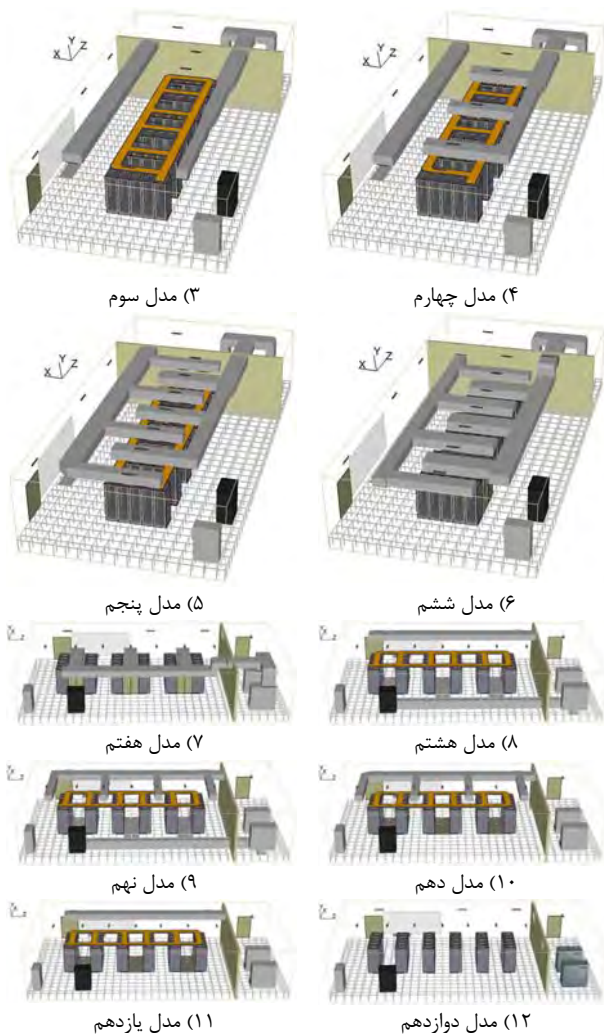 Y
X Z
Y
X Z
۳) مدل سوم
۴) مدل چهارم
Y
X Z
Y
X Z
۵) مدل پنجم
۶) مدل ششم
۷) مدل هفتم
۸) مدل هشتم
۹) مدل نهم
۱۰) مدل دهم
۱۱) مدل یازدهم
۱۲) مدل دوازدهم